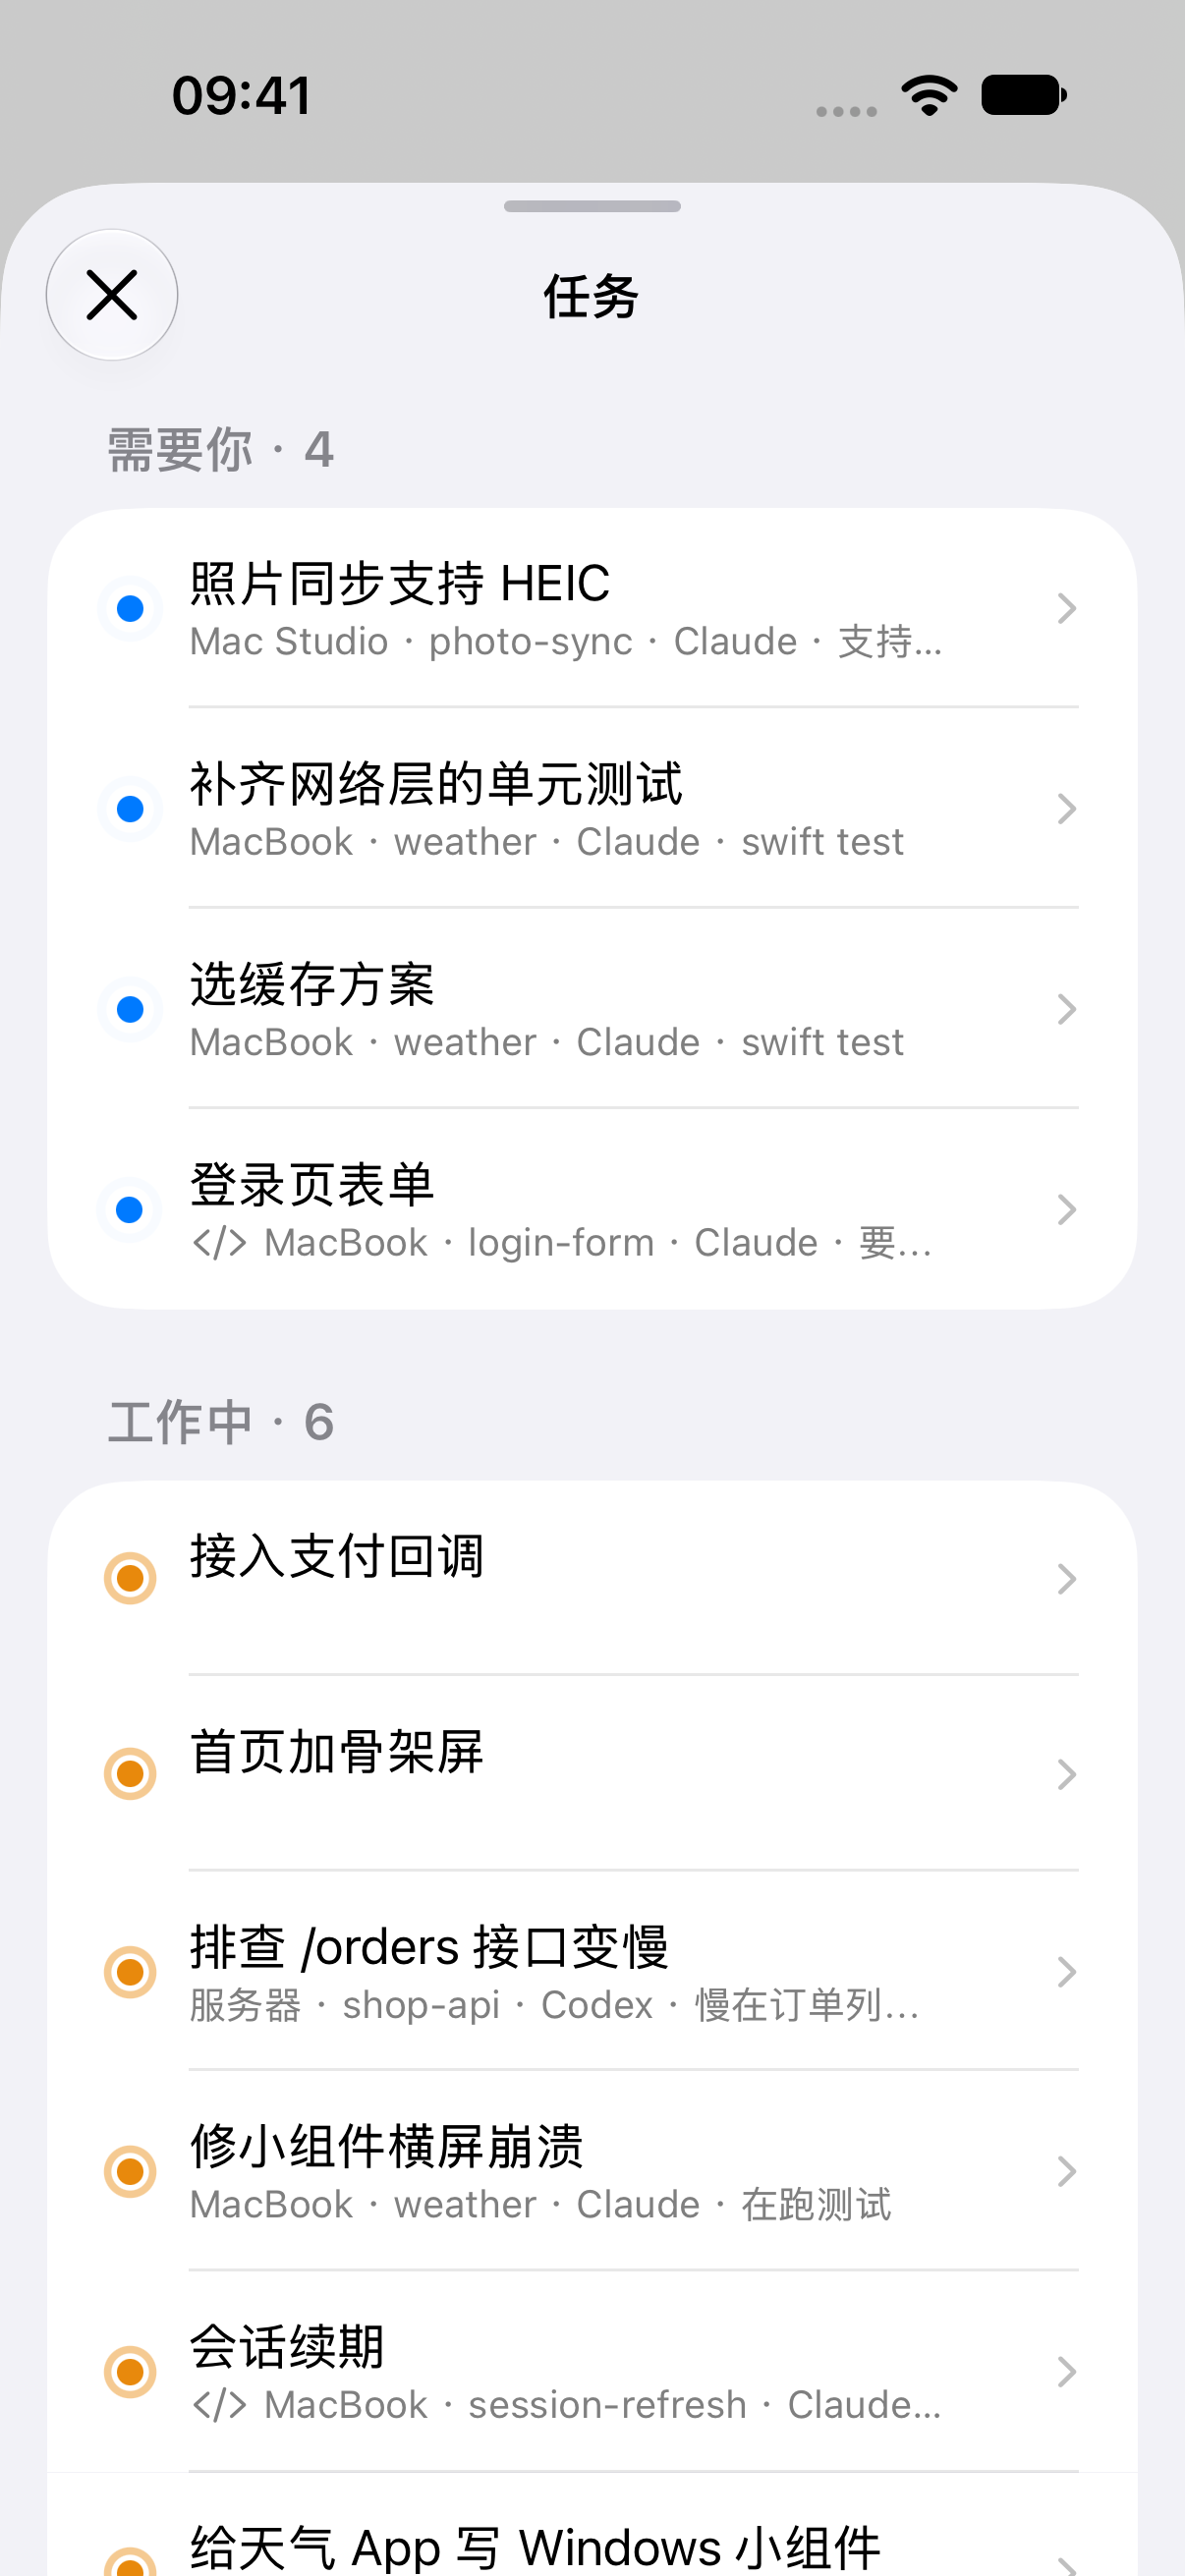 09:41
任务
需要你 · 4
照片同步支持 HEIC
Mac Studio · photo-sync · Claude · 支持...
补齐网络层的单元测试
MacBook · weather · Claude · swift test
选缓存方案
MacBook · weather · Claude · swift test
登录页表单
</> MacBook · login-form · Claude · 要...
工作中 · 6
接入支付回调
首页加骨架屏
排查 /orders 接口变慢
服务器 · shop-api · Codex · 慢在订单列...
修小组件横屏崩溃
MacBook · weather · Claude · 在跑测试
会话续期
</> MacBook · session-refresh · Claude...
给天气 App 写 Windows 小组件